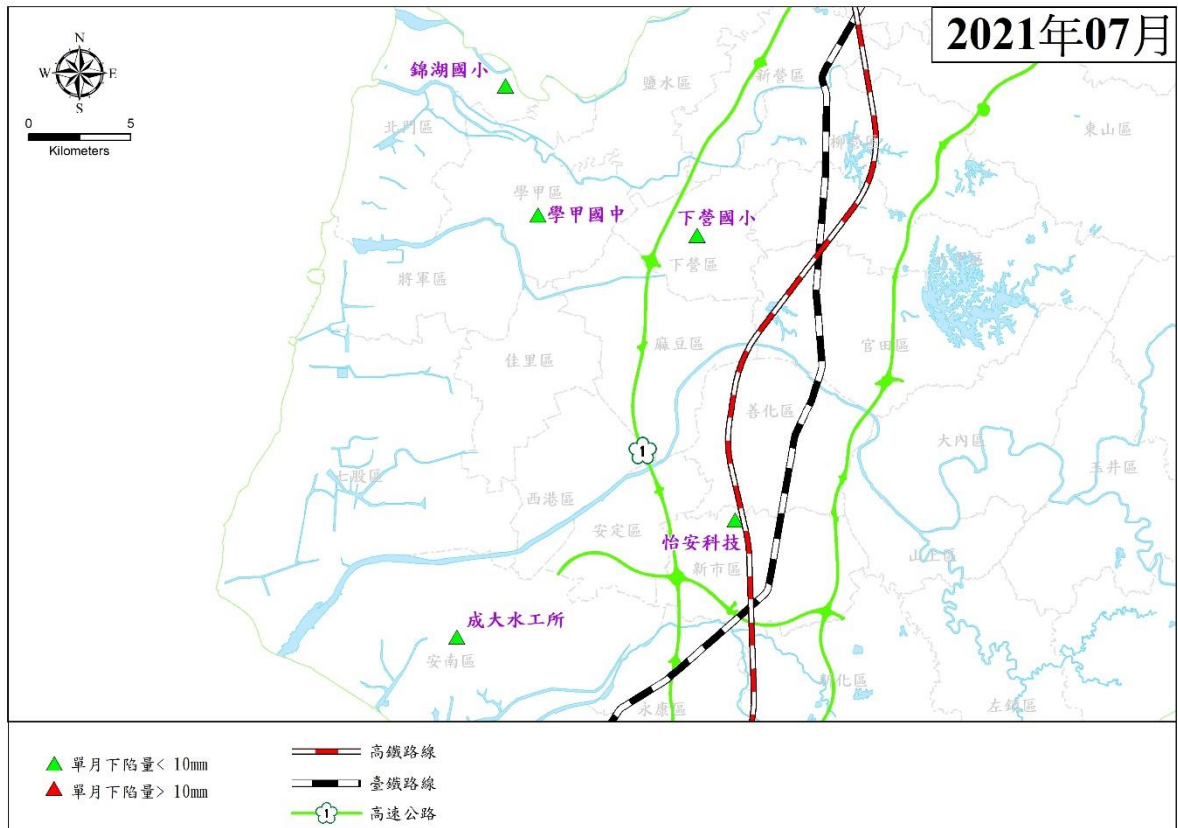 2021年07月
N
W
E
S
0
5
Kilometers
錦湖國小
鹽水區
新營區
東山區
北門區
柳營區
學甲區
學甲國中
下營國小
下營區
將軍區
麻豆區
官田區
佳里區
善化區
大內區
玉井區
1
七股區
西港區
安定區
怡安科技
新市區
山上區
成大水工所
安南區
新化區
永康區
左鎮區
單月下陷量< 10mm
單月下陷量> 10mm
高鐵路線
臺鐵路線
1
高速公路